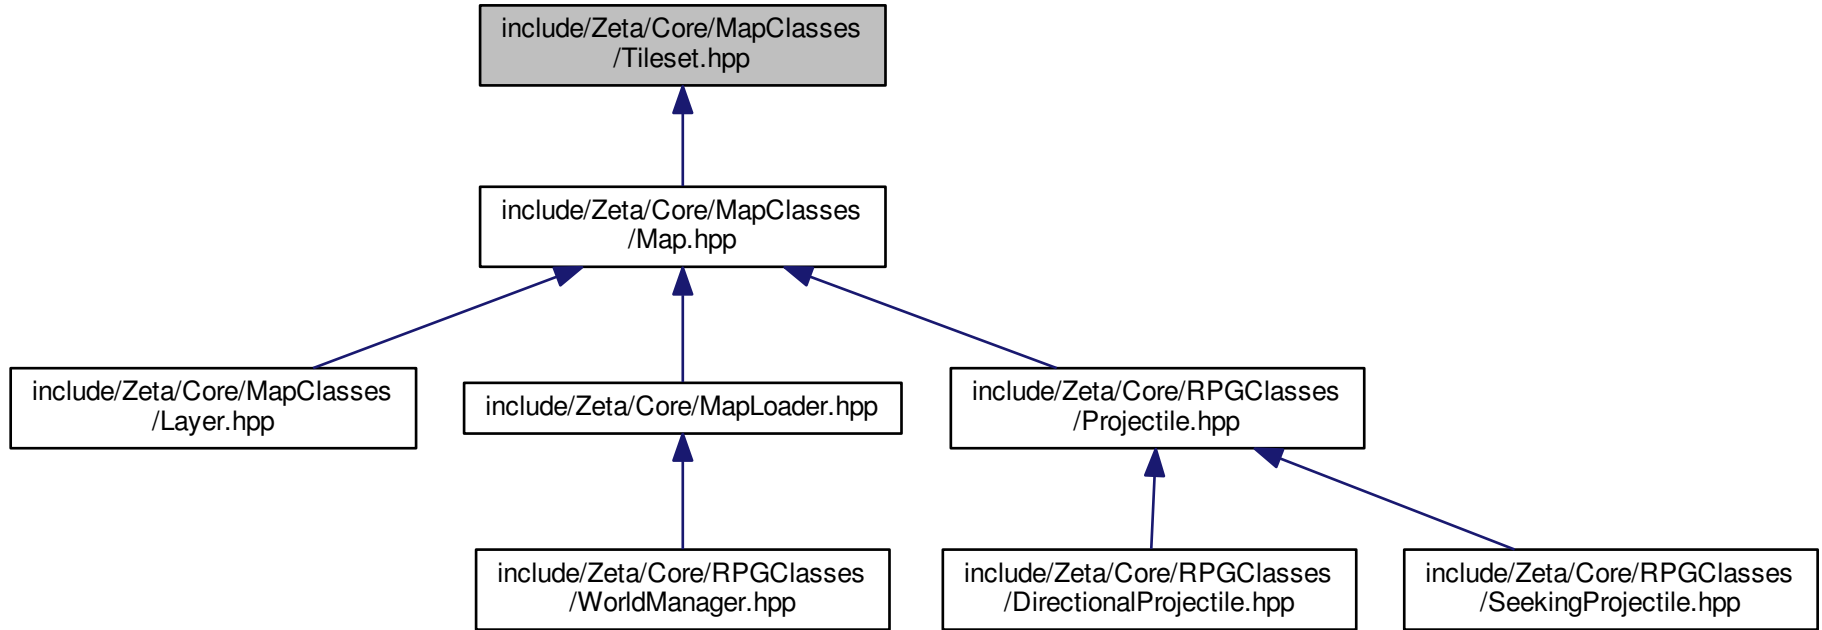 include/Zeta/Core/MapClasses
/Tileset.hpp
include/Zeta/Core/MapClasses
/Map.hpp
include/Zeta/Core/MapClasses
/Layer.hpp
include/Zeta/Core/MapLoader.hpp
include/Zeta/Core/RPGClasses
/Projectile.hpp
include/Zeta/Core/RPGClasses
/WorldManager.hpp
include/Zeta/Core/RPGClasses
/DirectionalProjectile.hpp
include/Zeta/Core/RPGClasses
/SeekingProjectile.hpp